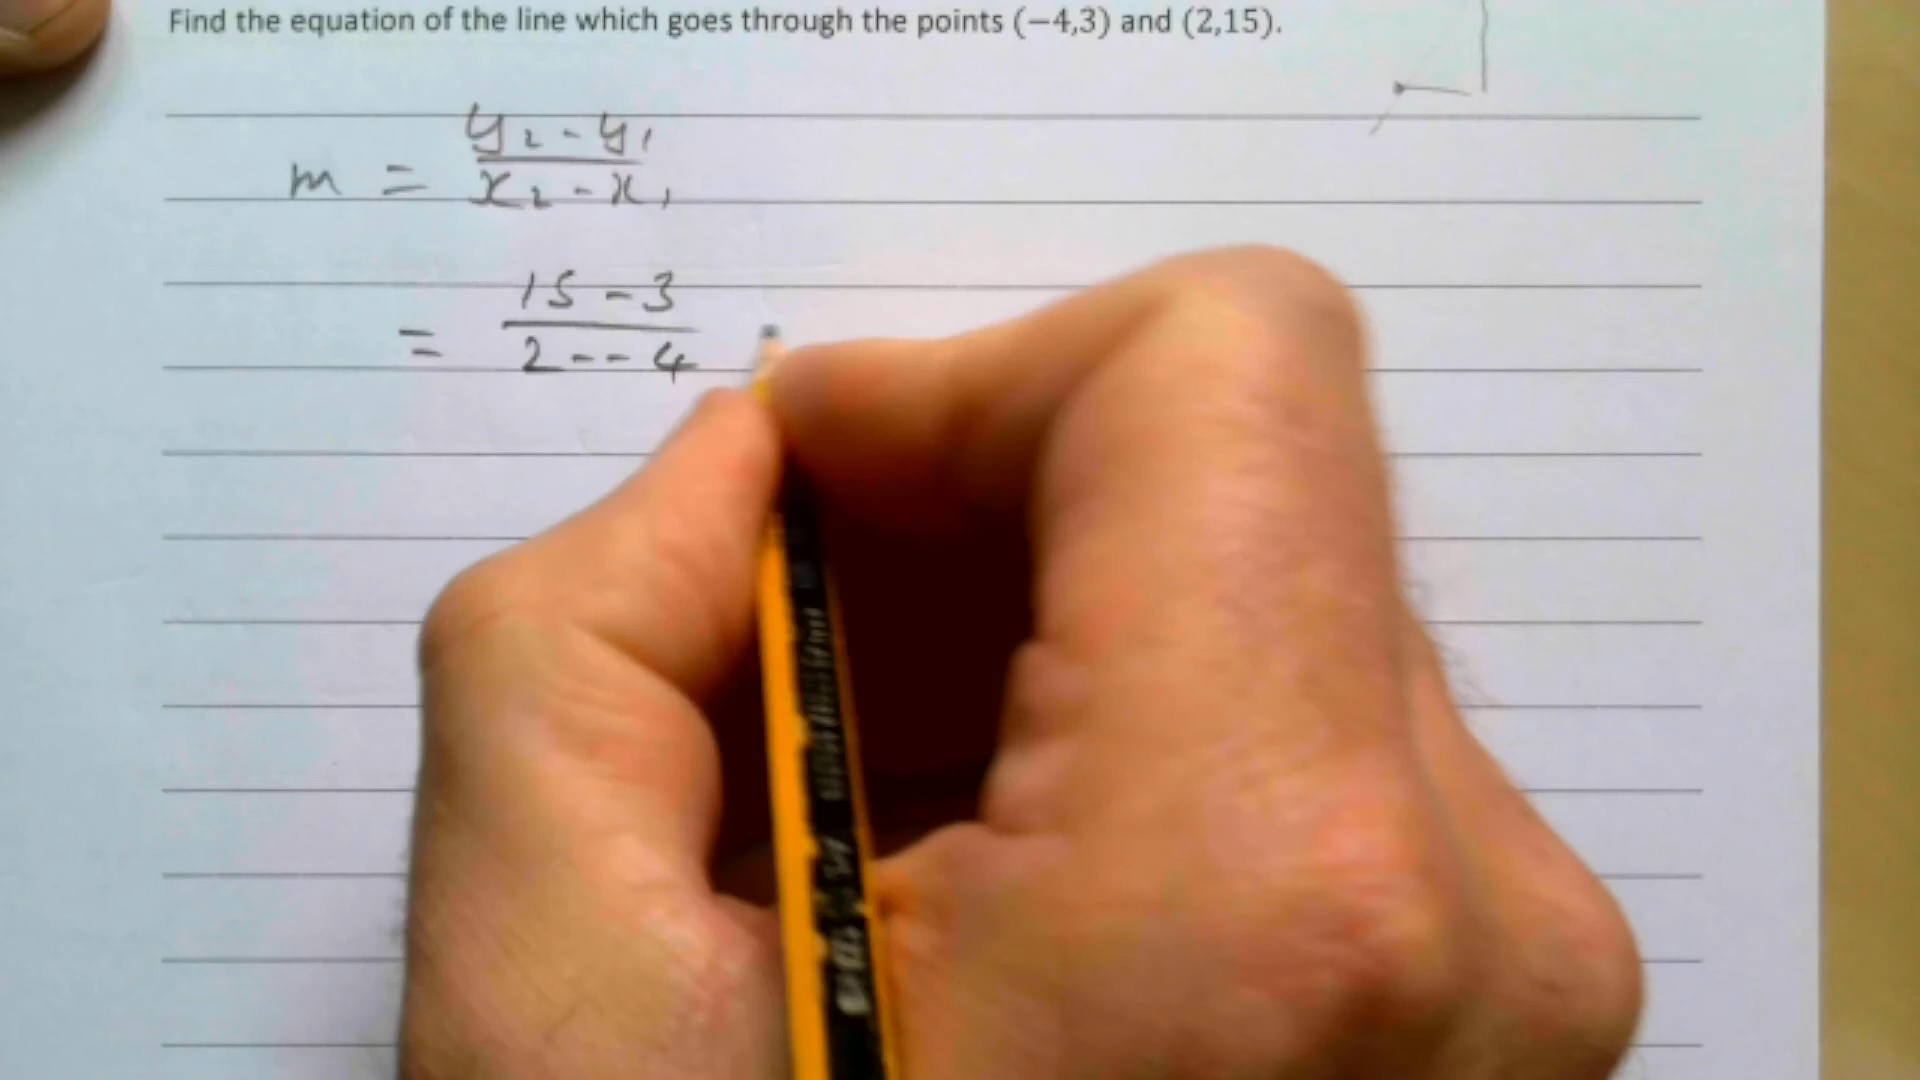 Find the equation of the line which goes through the points (−4,3) and (2,15).
m = y₂ - y₁
x₂ - x₁
= 15 - 3
2 - - 4